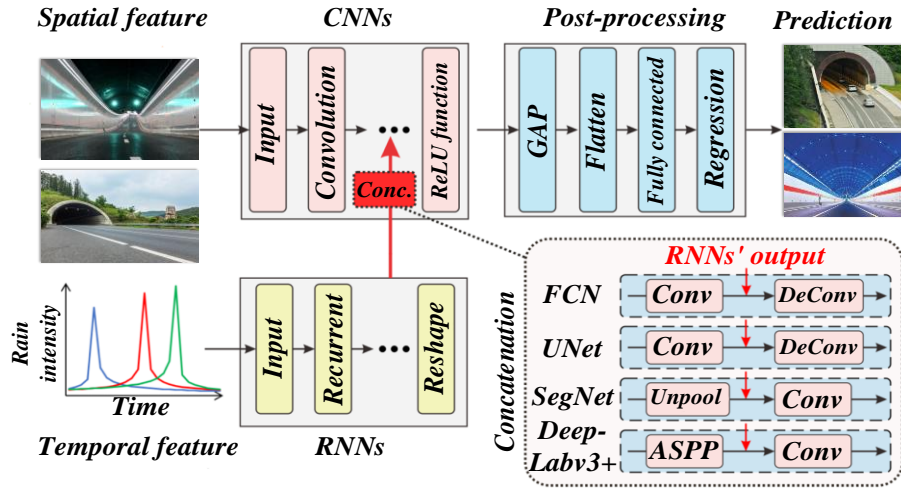 Spatial feature
CNNs
Post-processing
Prediction
Input
Convolution
•••
ReLU function
Conc.
GAP
Flatten
Fully connected
Regression
Rain
intensity
Time
Temporal feature
Input
Recurrent
•••
Reshape
RNNs
Concatenation
RNNs' output
FCN
Conv
DeConv
UNet
Conv
DeConv
SegNet
Unpool
Conv
Deep-
Labv3+
ASPP
Conv